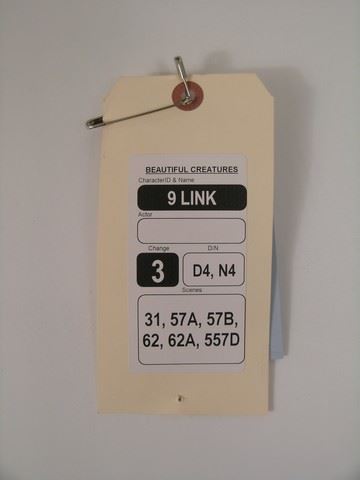 BEAUTIFUL CREATURES
CharacterID & Name
9 LINK
Actor
Change D/N
3 D4, N4
Scenes
31, 57A, 57B,
62, 62A, 557D